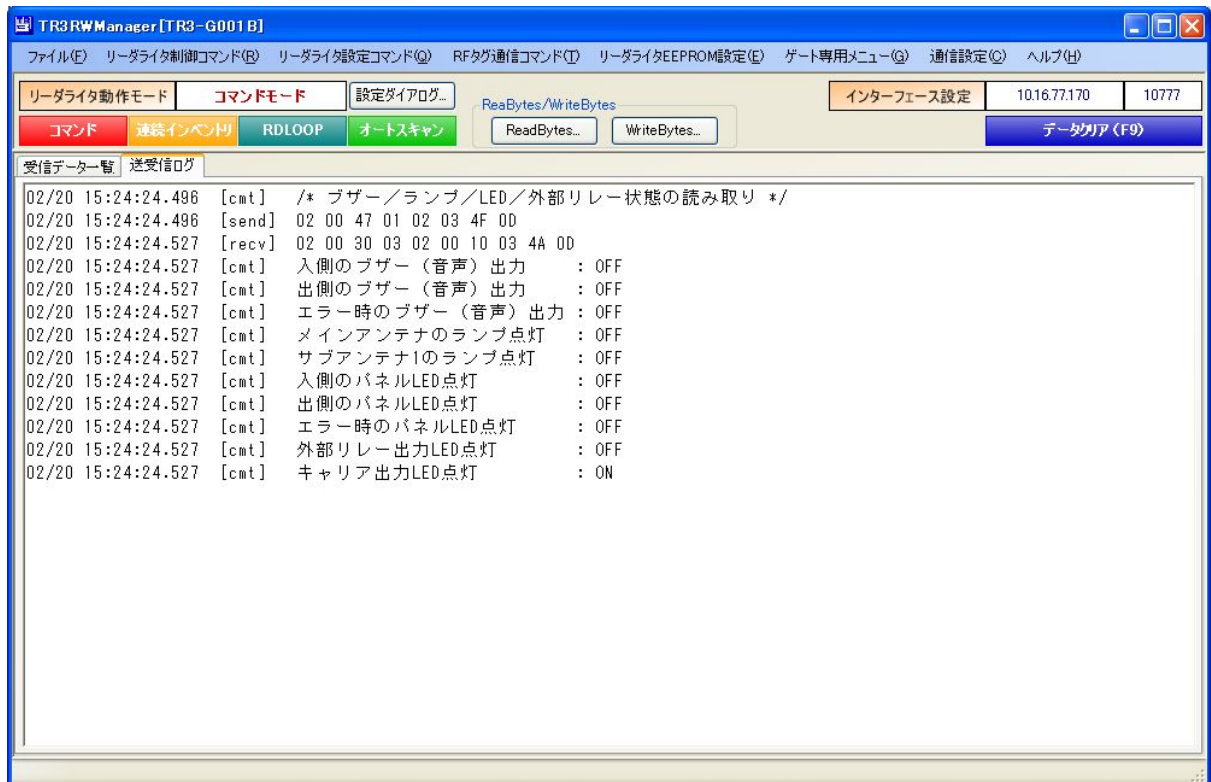 TR3RWManager[TR3-G001B]
ファイル(F) リーダライタ制御コマンド(R) リーダライタ設定コマンド(Q) RFタグ通信コマンド(T) リーダライタEEPROM設定(E) ゲート専用メニュー(G) 通信設定(C) ヘルプ(H)
リーダライタ動作モード コマンドモード 設定ダイアログ... ReaBytes/WriteBytes インターフェース設定 10.16.77.170 10777
コマンド 連続インベントリ RDLOOP オートスキャン ReadBytes... WriteBytes... データクリア(F9)
受信データ一覧 送受信ログ
02/20 15:24:24.496 [cmt] /* ブザー/ランプ/LED/外部リレー状態の読み取り */
02/20 15:24:24.496 [send] 02 00 47 01 02 03 4F 0D
02/20 15:24:24.527 [recv] 02 00 30 03 02 00 10 03 4A 0D
02/20 15:24:24.527 [cmt] 入側のブザー(音声)出力 : OFF
02/20 15:24:24.527 [cmt] 出側のブザー(音声)出力 : OFF
02/20 15:24:24.527 [cmt] エラー時のブザー(音声)出力 : OFF
02/20 15:24:24.527 [cmt] メインアンテナのランプ点灯 : OFF
02/20 15:24:24.527 [cmt] サブアンテナ1のランプ点灯 : OFF
02/20 15:24:24.527 [cmt] 入側のパネルLED点灯 : OFF
02/20 15:24:24.527 [cmt] 出側のパネルLED点灯 : OFF
02/20 15:24:24.527 [cmt] エラー時のパネルLED点灯 : OFF
02/20 15:24:24.527 [cmt] 外部リレー出力LED点灯 : OFF
02/20 15:24:24.527 [cmt] キャリア出力LED点灯 : ON